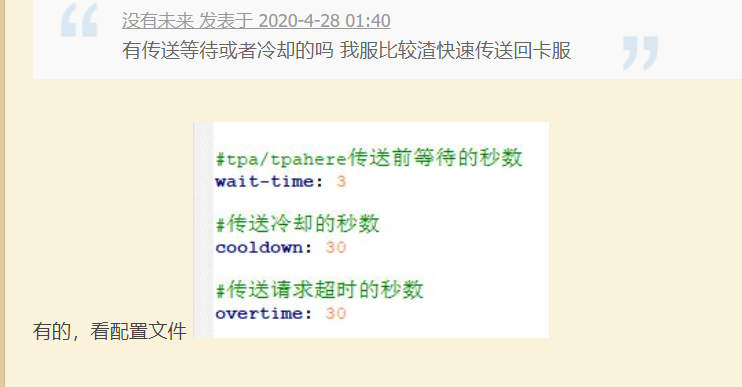 没有未来 发表于 2020-4-28 01:40
有传送等待或者冷却的吗 我服比较渣快速传送回卡服
#tpa/tpahere传送前等待的秒数
wait-time: 3
#传送冷却的秒数
cooldown: 30
#传送请求超时的秒数
overtime: 30
有的，看配置文件